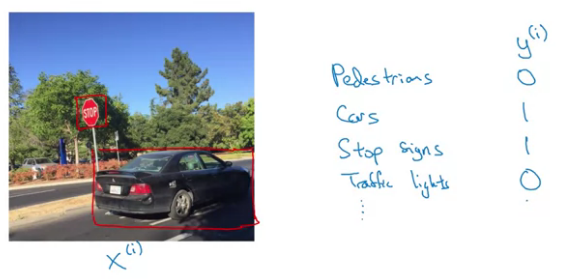 STOP
x^(i)
y^(i)
Pedestrians 0
Cars 1
Stop signs 1
Traffic lights 0
⋮ ⋮